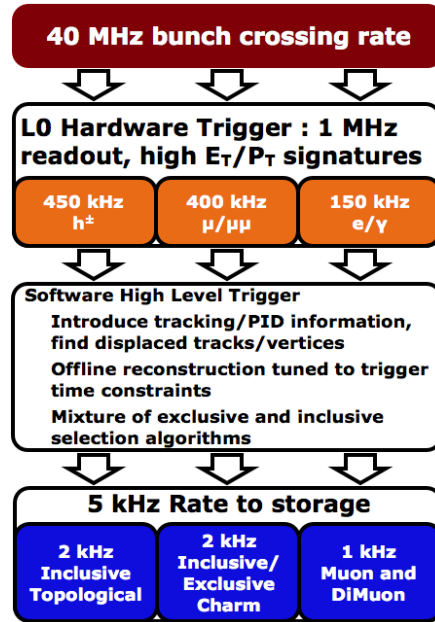 40 MHz bunch crossing rate
L0 Hardware Trigger : 1 MHz
readout, high E_T/P_T signatures
450 kHz
h±
400 kHz
μ/μμ
150 kHz
e/γ
Software High Level Trigger
Introduce tracking/PID information,
find displaced tracks/vertices
Offline reconstruction tuned to trigger
time constraints
Mixture of exclusive and inclusive
selection algorithms
5 kHz Rate to storage
2 kHz
Inclusive
Topological
2 kHz
Inclusive/
Exclusive
Charm
1 kHz
Muon and
DiMuon